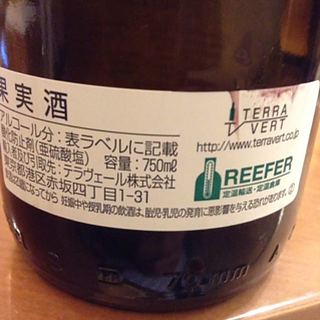 果実酒
アルコール分：表ラベルに記載
酸化防止剤(亜硫酸塩) 容量：750mℓ
引取先：テラヴェール株式会社
東京都港区赤坂四丁目1-31
妊娠中や授乳期の飲酒は、胎児・乳児の発育に悪影響を与える恐れがあります。
TERRA
VERT
http://www.terravert.co.jp
REEFER
定温輸送・定温倉庫